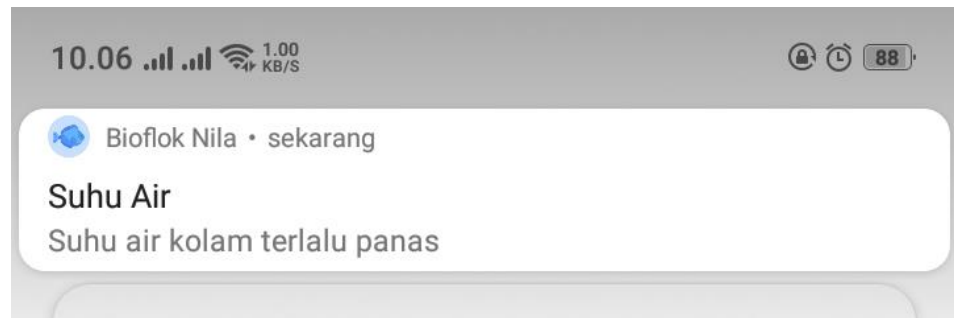 10.06 1.00
KB/S 88
Bioflok Nila • sekarang
Suhu Air
Suhu air kolam terlalu panas